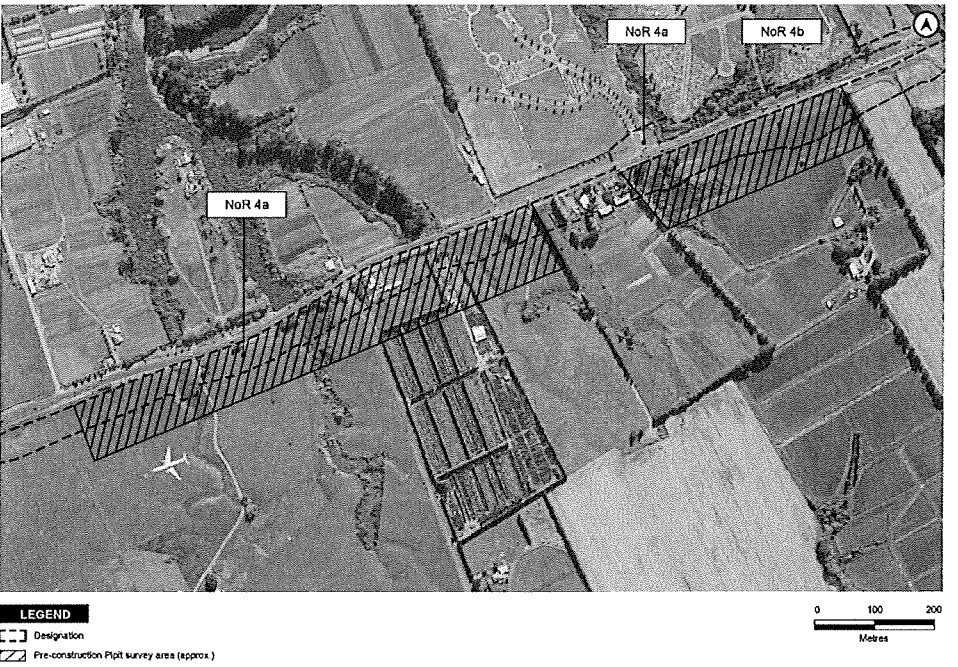 NoR 4a
NoR 4b
NoR 4a
LEGEND
Designation
Pre-construction Pipit survey area (approx.)
0 100 200
Metres